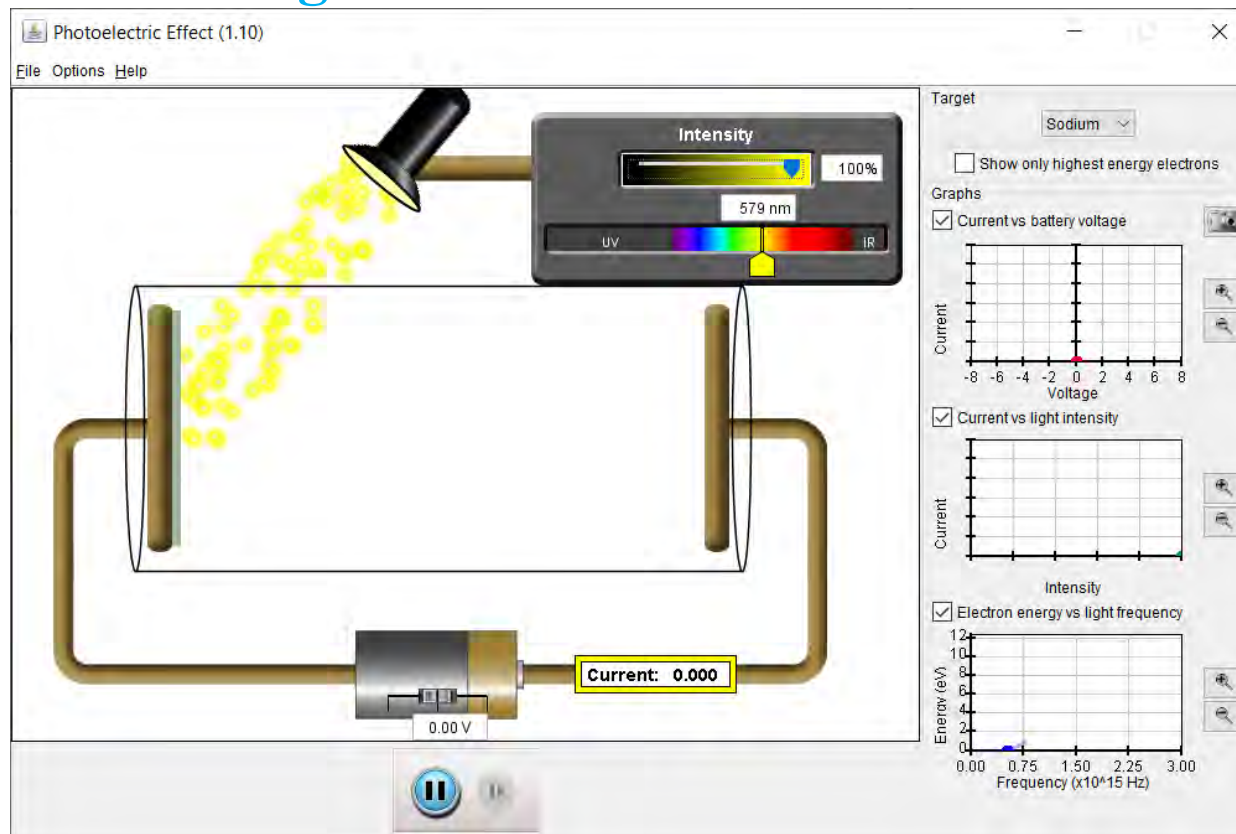 Photoelectric Effect (1.10)
File Options Help
Target
Sodium
Show only highest energy electrons
Graphs
Current vs battery voltage
Current
-8 -6 -4 -2 0 2 4 6 8
Voltage
Current vs light intensity
Current
Intensity
Electron energy vs light frequency
Energy (eV)
12
10
8
6
4
2
0
0.00 0.75 1.50 2.25 3.00
Frequency (x10^15 Hz)
Intensity
100%
579 nm
UV IR
Current: 0.000
0.00 V